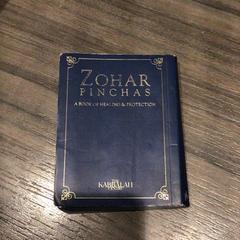 ZOHAR
PINCHAS
A BOOK OF HEALING & PROTECTION
KABBALAH